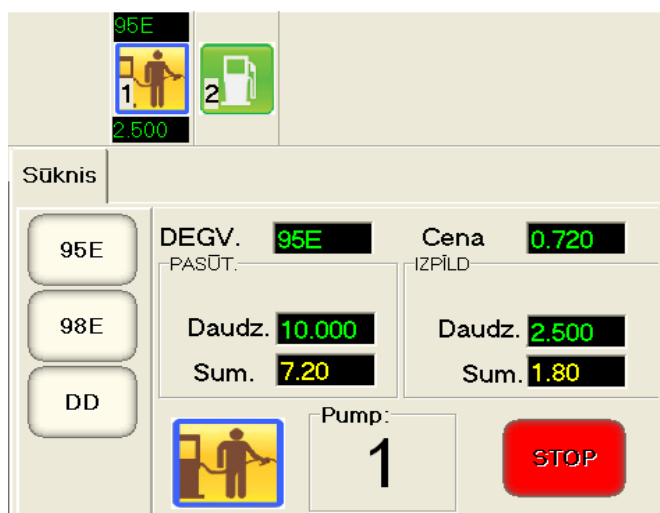 95E
1
2
2.500
Sūknis
95E
98E
DD
DEGV. 95E Cena 0.720
PASŪT.
Daudz. 10.000
Sum. 7.20
IZPĪLD
Daudz. 2.500
Sum. 1.80
Pump:
1
STOP